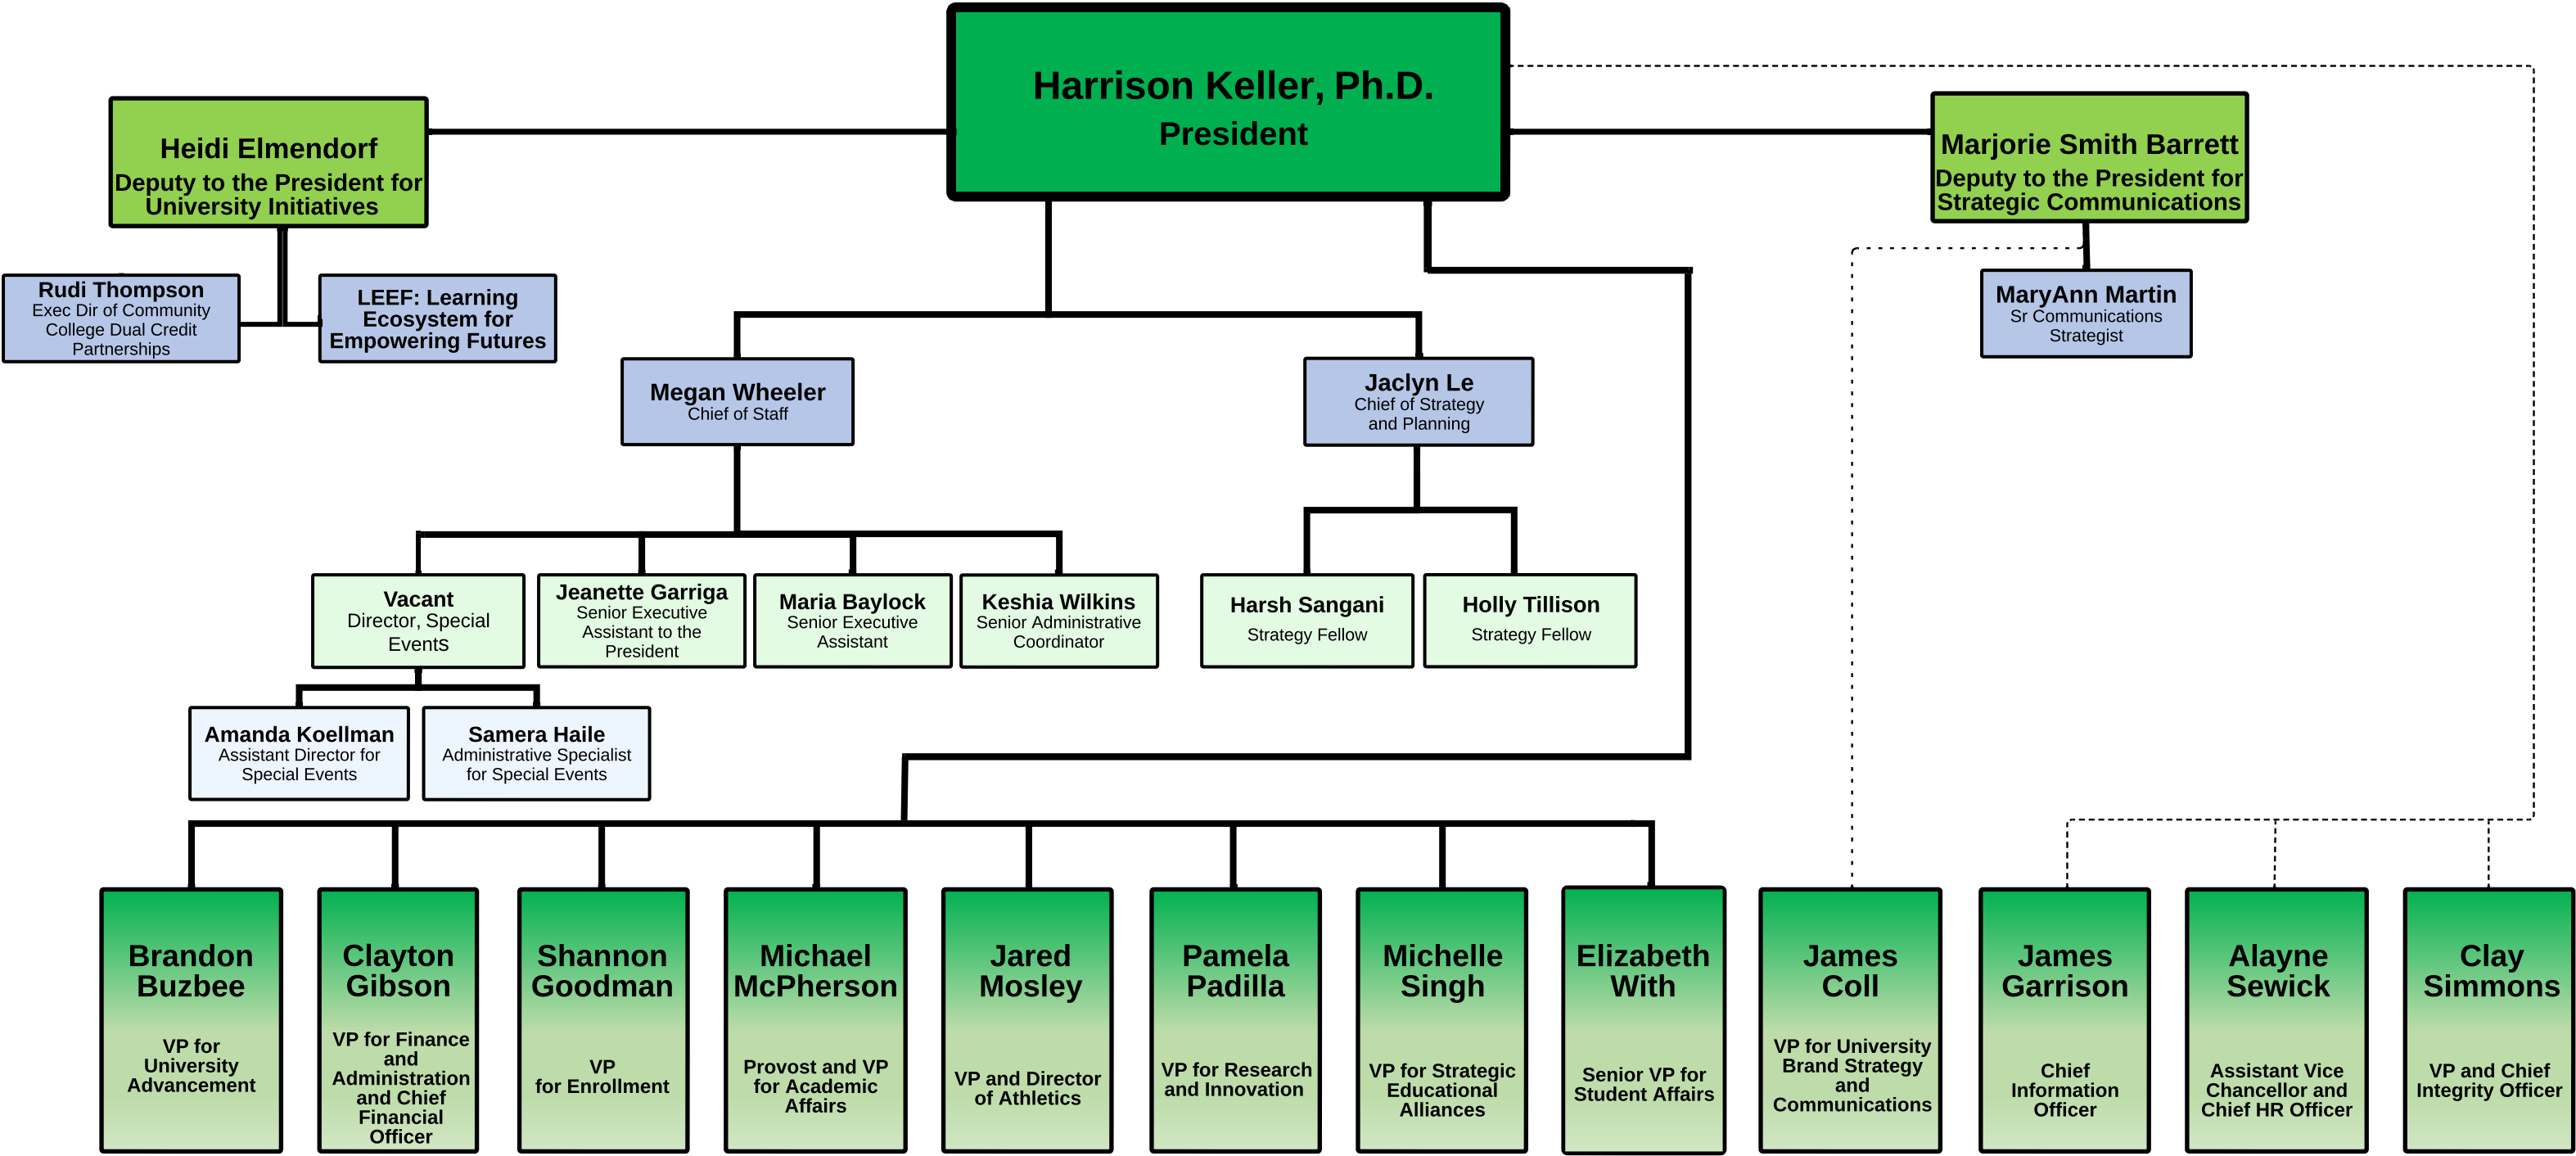 Harrison Keller, Ph.D.
President
Heidi Elmendorf
Deputy to the President for
University Initiatives
Marjorie Smith Barrett
Deputy to the President for
Strategic Communications
Rudi Thompson
Exec Dir of Community
College Dual Credit
Partnerships
LEEF: Learning
Ecosystem for
Empowering Futures
MaryAnn Martin
Sr Communications
Strategist
Megan Wheeler
Chief of Staff
Jaclyn Le
Chief of Strategy
and Planning
Vacant
Director, Special
Events
Jeanette Garriga
Senior Executive
Assistant to the
President
Maria Baylock
Senior Executive
Assistant
Keshia Wilkins
Senior Administrative
Coordinator
Harsh Sangani
Strategy Fellow
Holly Tillison
Strategy Fellow
Amanda Koellman
Assistant Director for
Special Events
Samera Haile
Administrative Specialist
for Special Events
Brandon
Buzbee
VP for
University
Advancement
Clayton
Gibson
VP for Finance
and
Administration
and Chief
Financial
Officer
Shannon
Goodman
VP
for Enrollment
Michael
McPherson
Provost and VP
for Academic
Affairs
Jared
Mosley
VP and Director
of Athletics
Pamela
Padilla
VP for Research
and Innovation
Michelle
Singh
VP for Strategic
Educational
Alliances
Elizabeth
With
Senior VP for
Student Affairs
James
Coll
VP for University
Brand Strategy
and
Communications
James
Garrison
Chief
Information
Officer
Alayne
Sewick
Assistant Vice
Chancellor and
Chief HR Officer
Clay
Simmons
VP and Chief
Integrity Officer